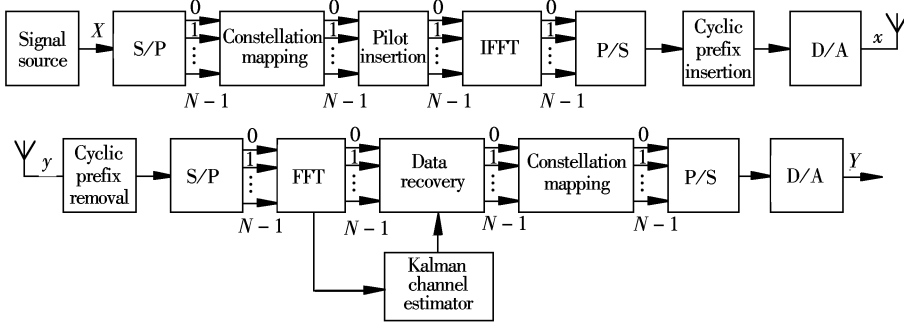 Signal
source
X
S/P
0
1
⋮
N−1
Constellation
mapping
0
1
⋮
N−1
Pilot
insertion
0
1
⋮
N−1
IFFT
0
1
⋮
N−1
P/S
Cyclic
prefix
insertion
D/A
x
y
Cyclic
prefix
removal
S/P
0
1
⋮
N−1
FFT
0
1
⋮
N−1
Data
recovery
0
1
⋮
N−1
Constellation
mapping
0
1
⋮
N−1
P/S
D/A
Y
Kalman
channel
estimator